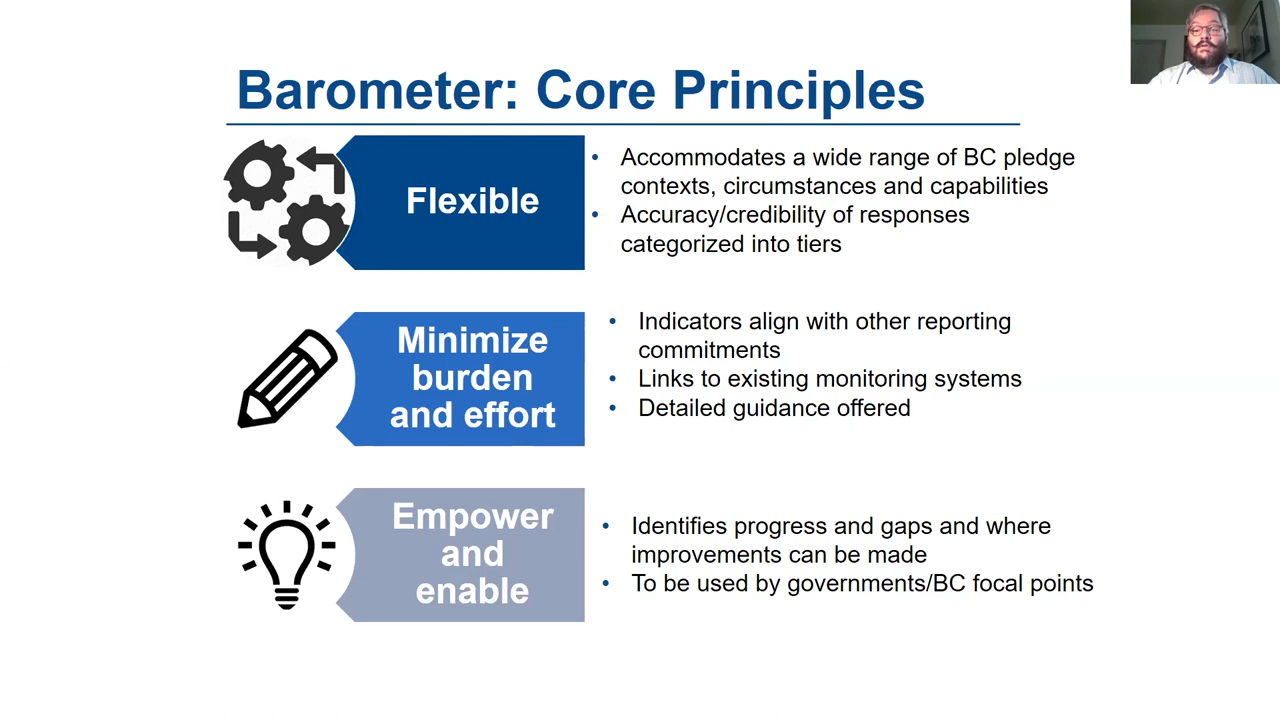 Barometer: Core Principles
Flexible
• Accommodates a wide range of BC pledge
contexts, circumstances and capabilities
• Accuracy/credibility of responses
categorized into tiers
Minimize
burden
and effort
• Indicators align with other reporting
commitments
• Links to existing monitoring systems
• Detailed guidance offered
Empower
and
enable
• Identifies progress and gaps and where
improvements can be made
• To be used by governments/BC focal points